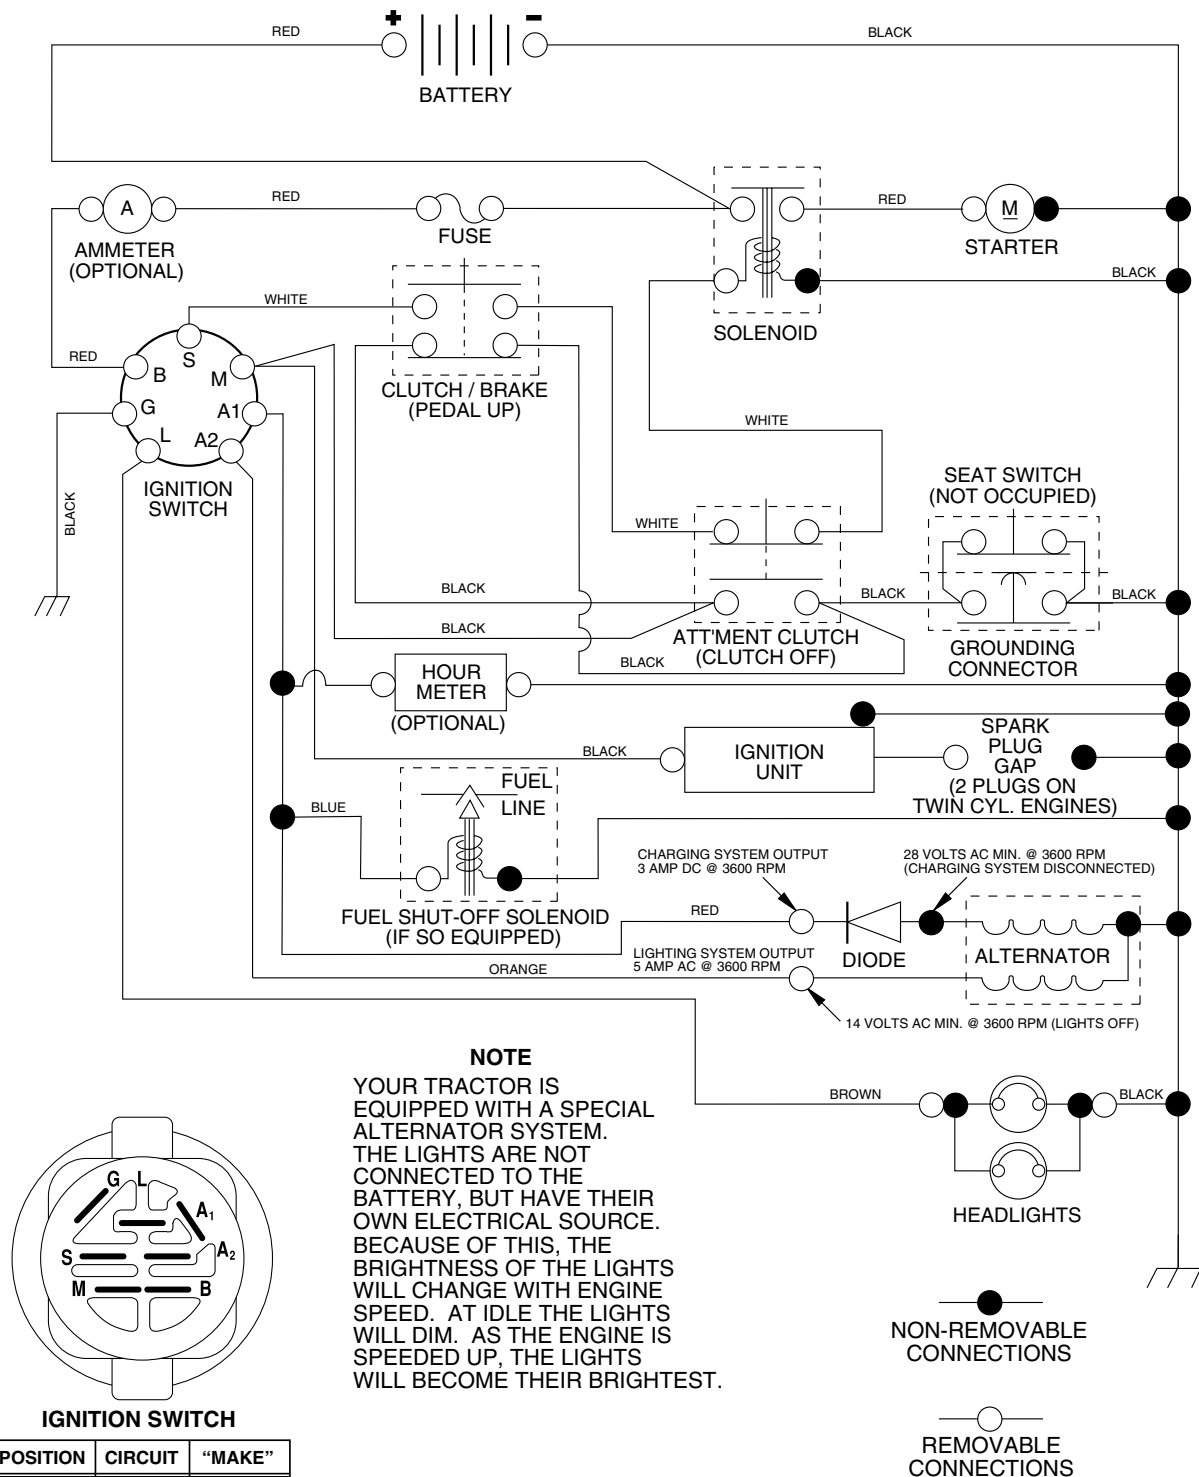 + -
RED
BLACK
BATTERY
A
RED
FUSE
RED
M
STARTER
AMMETER
(OPTIONAL)
BLACK
WHITE
SOLENOID
S
RED
B
M
G
A1
L
A2
CLUTCH / BRAKE
(PEDAL UP)
WHITE
IGNITION
SWITCH
BLACK
SEAT SWITCH
(NOT OCCUPIED)
WHITE
BLACK
BLACK
BLACK
BLACK
ATT'MENT CLUTCH
(CLUTCH OFF)
BLACK
GROUNDING
CONNECTOR
HOUR
METER
(OPTIONAL)
BLACK
IGNITION
UNIT
SPARK
PLUG
GAP
(2 PLUGS ON
TWIN CYL. ENGINES)
FUEL
LINE
BLUE
CHARGING SYSTEM OUTPUT
3 AMP DC @ 3600 RPM
28 VOLTS AC MIN. @ 3600 RPM
(CHARGING SYSTEM DISCONNECTED)
FUEL SHUT-OFF SOLENOID
(IF SO EQUIPPED)
RED
DIODE
ALTERNATOR
LIGHTING SYSTEM OUTPUT
5 AMP AC @ 3600 RPM
ORANGE
14 VOLTS AC MIN. @ 3600 RPM (LIGHTS OFF)
NOTE
YOUR TRACTOR IS
EQUIPPED WITH A SPECIAL
ALTERNATOR SYSTEM.
THE LIGHTS ARE NOT
CONNECTED TO THE
BATTERY, BUT HAVE THEIR
OWN ELECTRICAL SOURCE.
BECAUSE OF THIS, THE
BRIGHTNESS OF THE LIGHTS
WILL CHANGE WITH ENGINE
SPEED. AT IDLE THE LIGHTS
WILL DIM. AS THE ENGINE IS
SPEEDED UP, THE LIGHTS
WILL BECOME THEIR BRIGHTEST.
BROWN
BLACK
HEADLIGHTS
G L
A₁
S
A₂
M
B
IGNITION SWITCH
POSITION CIRCUIT “MAKE”
NON-REMOVABLE
CONNECTIONS
REMOVABLE
CONNECTIONS